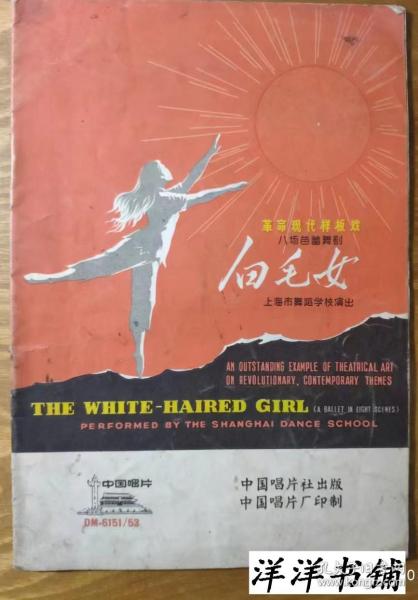 革命现代样板戏
八场芭蕾舞剧
白毛女
上海市舞蹈学校演出
AN OUTSTANDING EXAMPLE OF THEATRICAL ART
ON REVOLUTIONARY, CONTEMPORARY THEMES
THE WHITE-HAIRED GIRL (A BALLET IN EIGHT SCENES)
PERFORMED BY THE SHANGHAI DANCE SCHOOL
中国唱片
DM-6151/53
中国唱片社出版
中国唱片厂印制
洋洋书铺